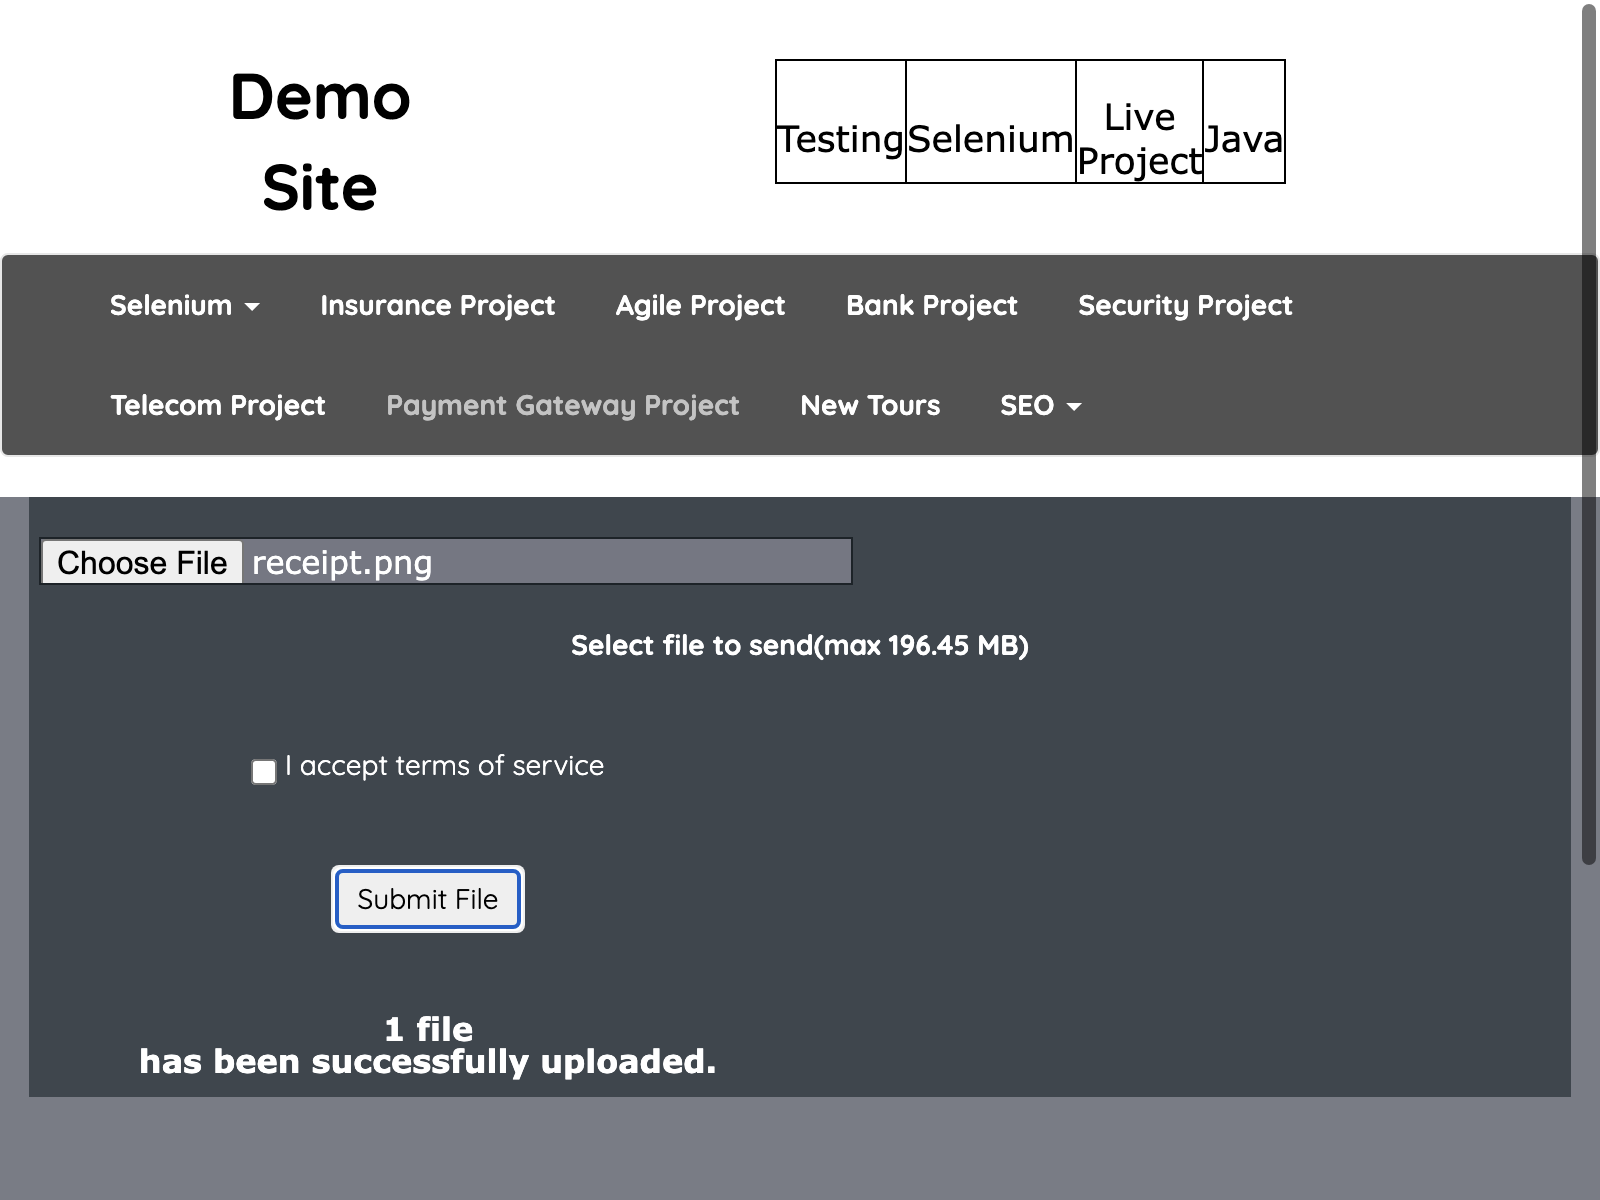 Demo
Site
Testing Selenium Live Project Java
Selenium Insurance Project Agile Project Bank Project Security Project
Telecom Project Payment Gateway Project New Tours SEO
Choose File receipt.png
Select file to send(max 196.45 MB)
I accept terms of service
Submit File
1 file
has been successfully uploaded.